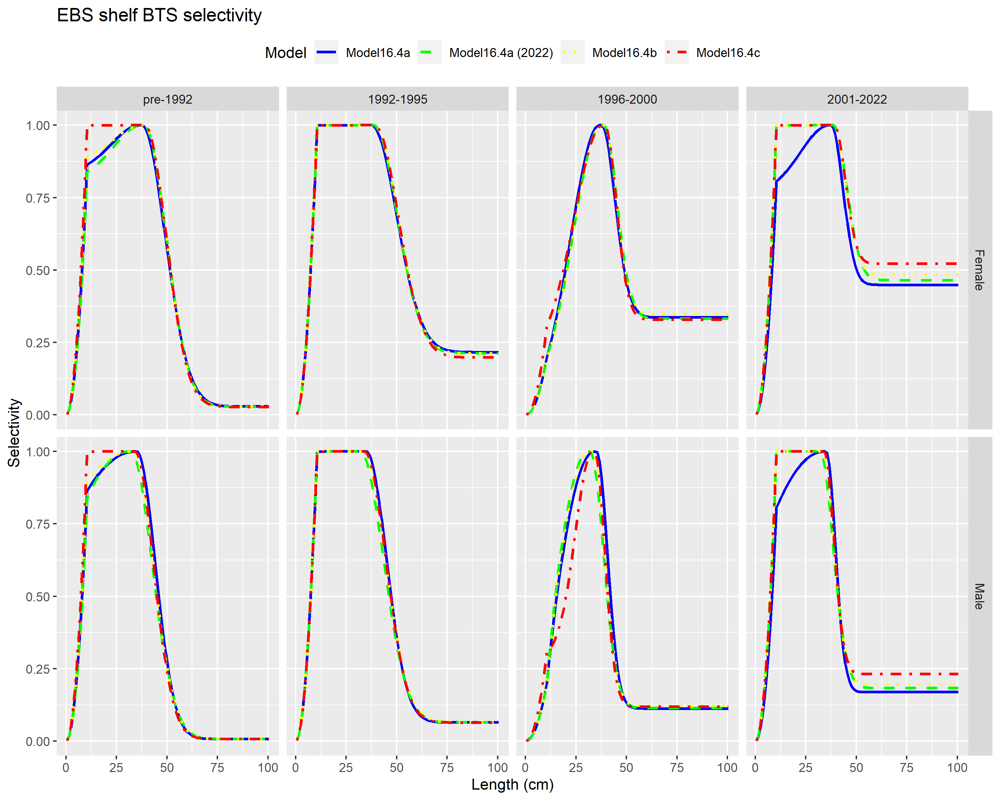 EBS shelf BTS selectivity
Model Model16.4a Model16.4a (2022) Model16.4b Model16.4c
pre-1992 1992-1995 1996-2000 2001-2022
1.00
0.75
0.50
0.25
0.00
Female
Selectivity
1.00
0.75
0.50
0.25
0.00
Male
0 25 50 75 100 0 25 50 75 100 0 25 50 75 100 0 25 50 75 100
Length (cm)